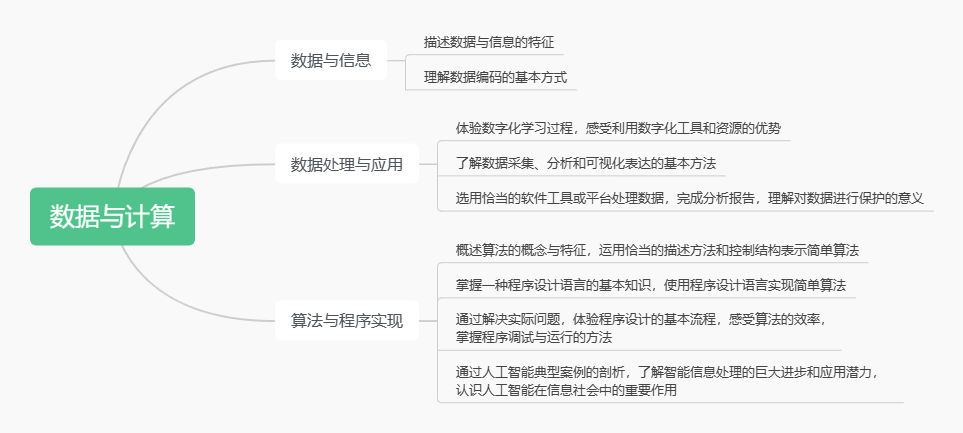 数据与计算
数据与信息
描述数据与信息的特征
理解数据编码的基本方式
数据处理与应用
体验数字化学习过程，感受利用数字化工具和资源的优势
了解数据采集、分析和可视化表达的基本方法
选用恰当的软件工具或平台处理数据，完成分析报告，理解对数据进行保护的意义
算法与程序实现
概述算法的概念与特征，运用恰当的描述方法和控制结构表示简单算法
掌握一种程序设计语言的基本知识，使用程序设计语言实现简单算法
通过解决实际问题，体验程序设计的基本流程，感受算法的效率，
掌握程序调试与运行的方法
通过人工智能典型案例的剖析，了解智能信息处理的巨大进步和应用潜力，
认识人工智能在信息社会中的重要作用